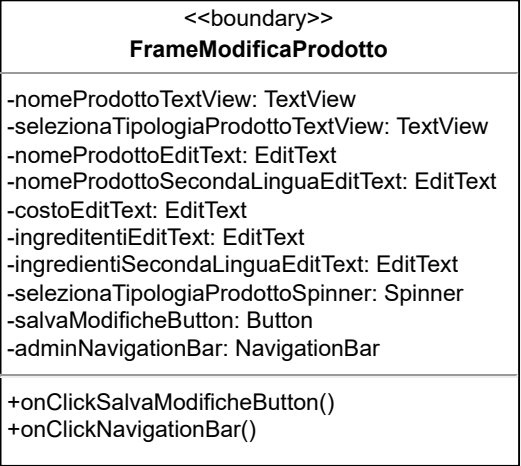 <<boundary>>
FrameModificaProdotto
-nomeProdottoTextView: TextView
-selezionaTipologiaProdottoTextView: TextView
-nomeProdottoEditText: EditText
-nomeProdottoSecondaLinguaEditText: EditText
-costoEditText: EditText
-ingreditentiEditText: EditText
-ingredientiSecondaLinguaEditText: EditText
-selezionaTipologiaProdottoSpinner: Spinner
-salvaModificheButton: Button
-adminNavigationBar: NavigationBar
+onClickSalvaModificheButton()
+onClickNavigationBar()